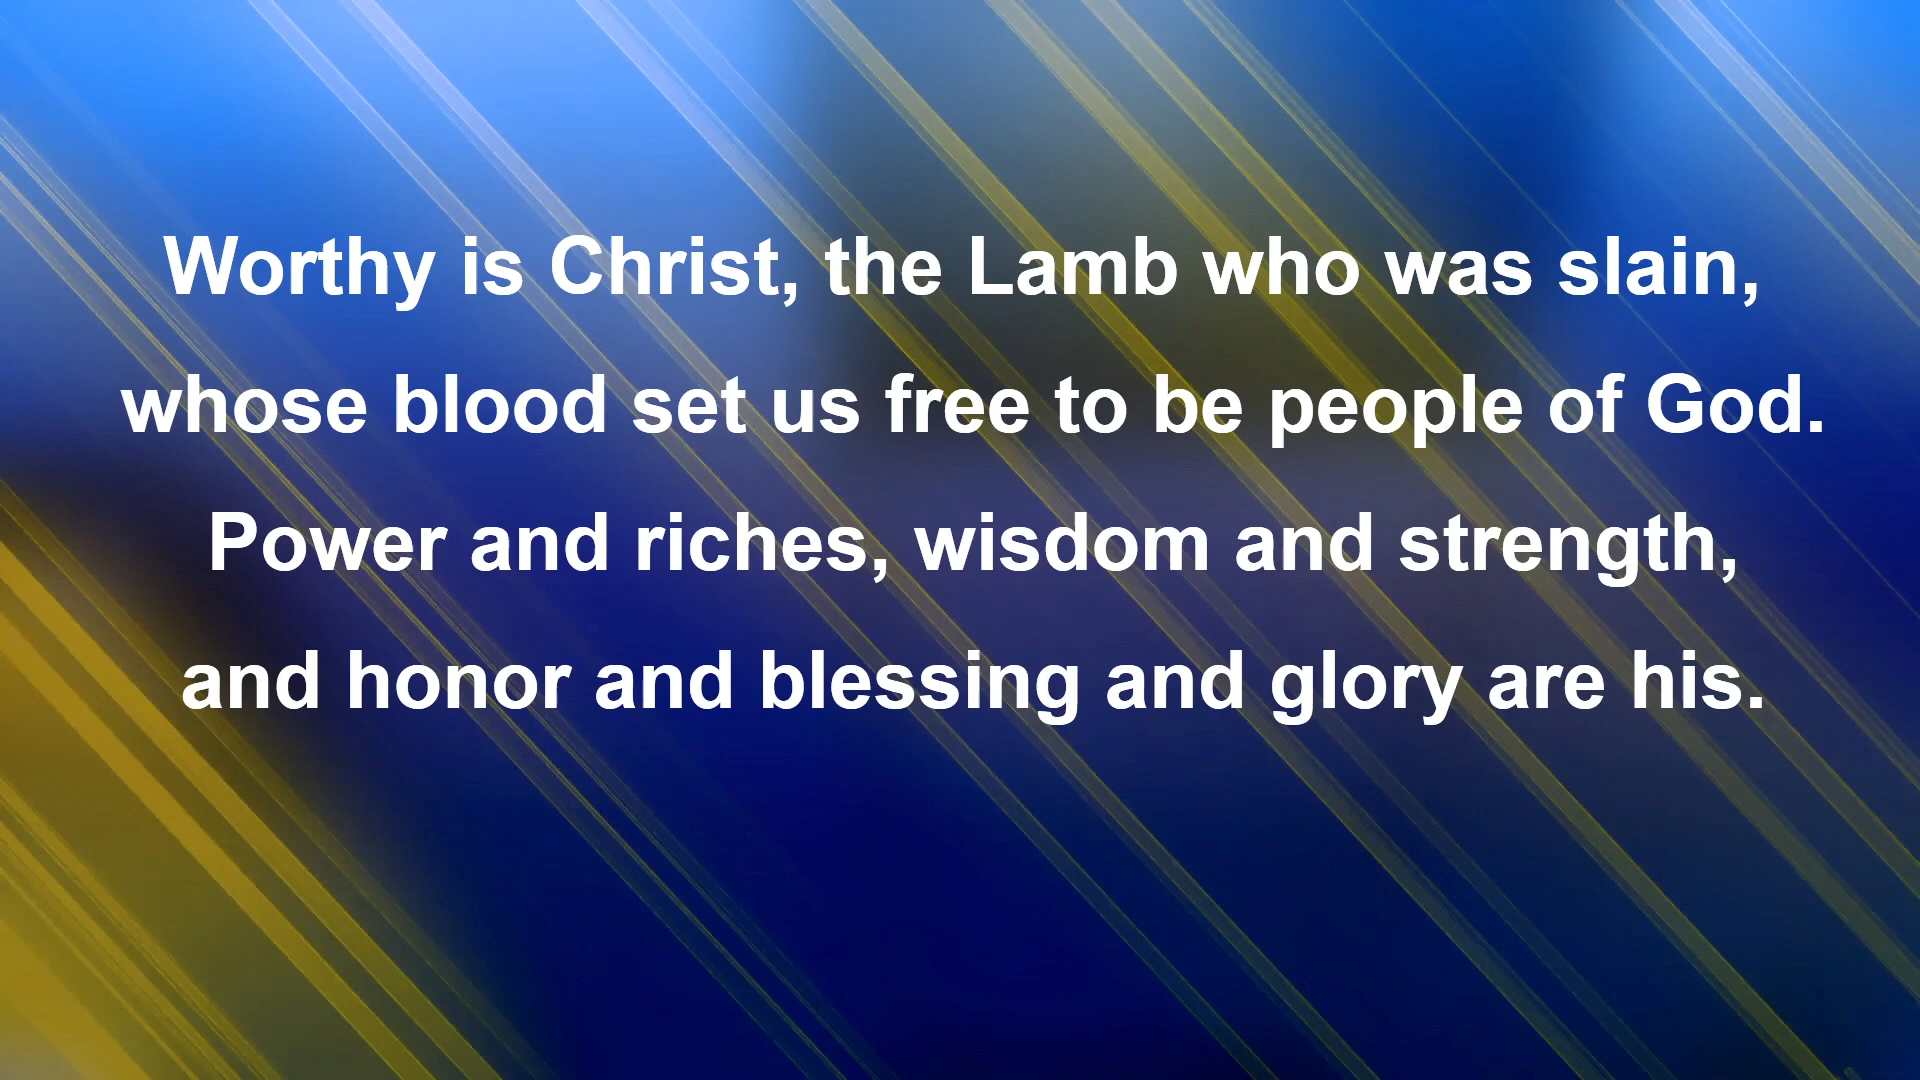 Worthy is Christ, the Lamb who was slain,
whose blood set us free to be people of God.
Power and riches, wisdom and strength,
and honor and blessing and glory are his.